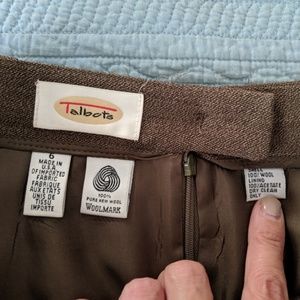 Talbots
6
MADE IN
U.S.A.
OF IMPORTED
FABRIC
FABRIQUE
AUX ETATS
UNIS DE
TISSU
IMPORTE
100%
PURE NEW WOOL
WOOLMARK
SHELL
100% WOOL
LINING
100% ACETATE
DRY CLEAN
ONLY